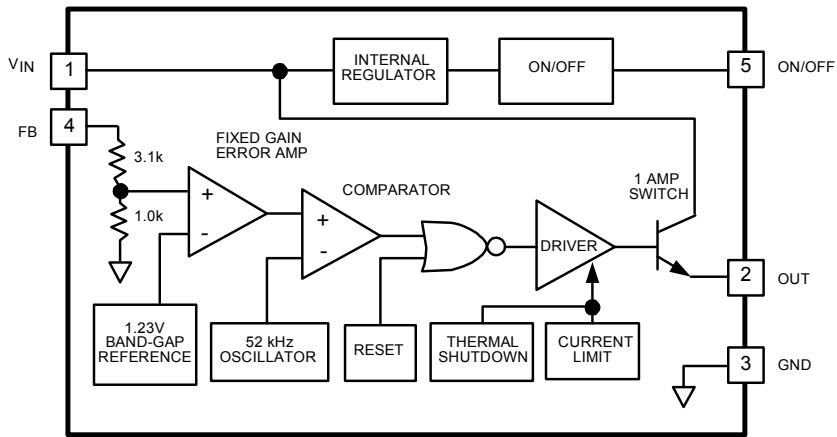 VIN
1
INTERNAL
REGULATOR
ON/OFF
5
ON/OFF
4
FB
3.1k
1.0k
FIXED GAIN
ERROR AMP
+
-
COMPARATOR
+
-
1 AMP
SWITCH
DRIVER
2
OUT
1.23V
BAND-GAP
REFERENCE
52 kHz
OSCILLATOR
RESET
THERMAL
SHUTDOWN
CURRENT
LIMIT
3
GND